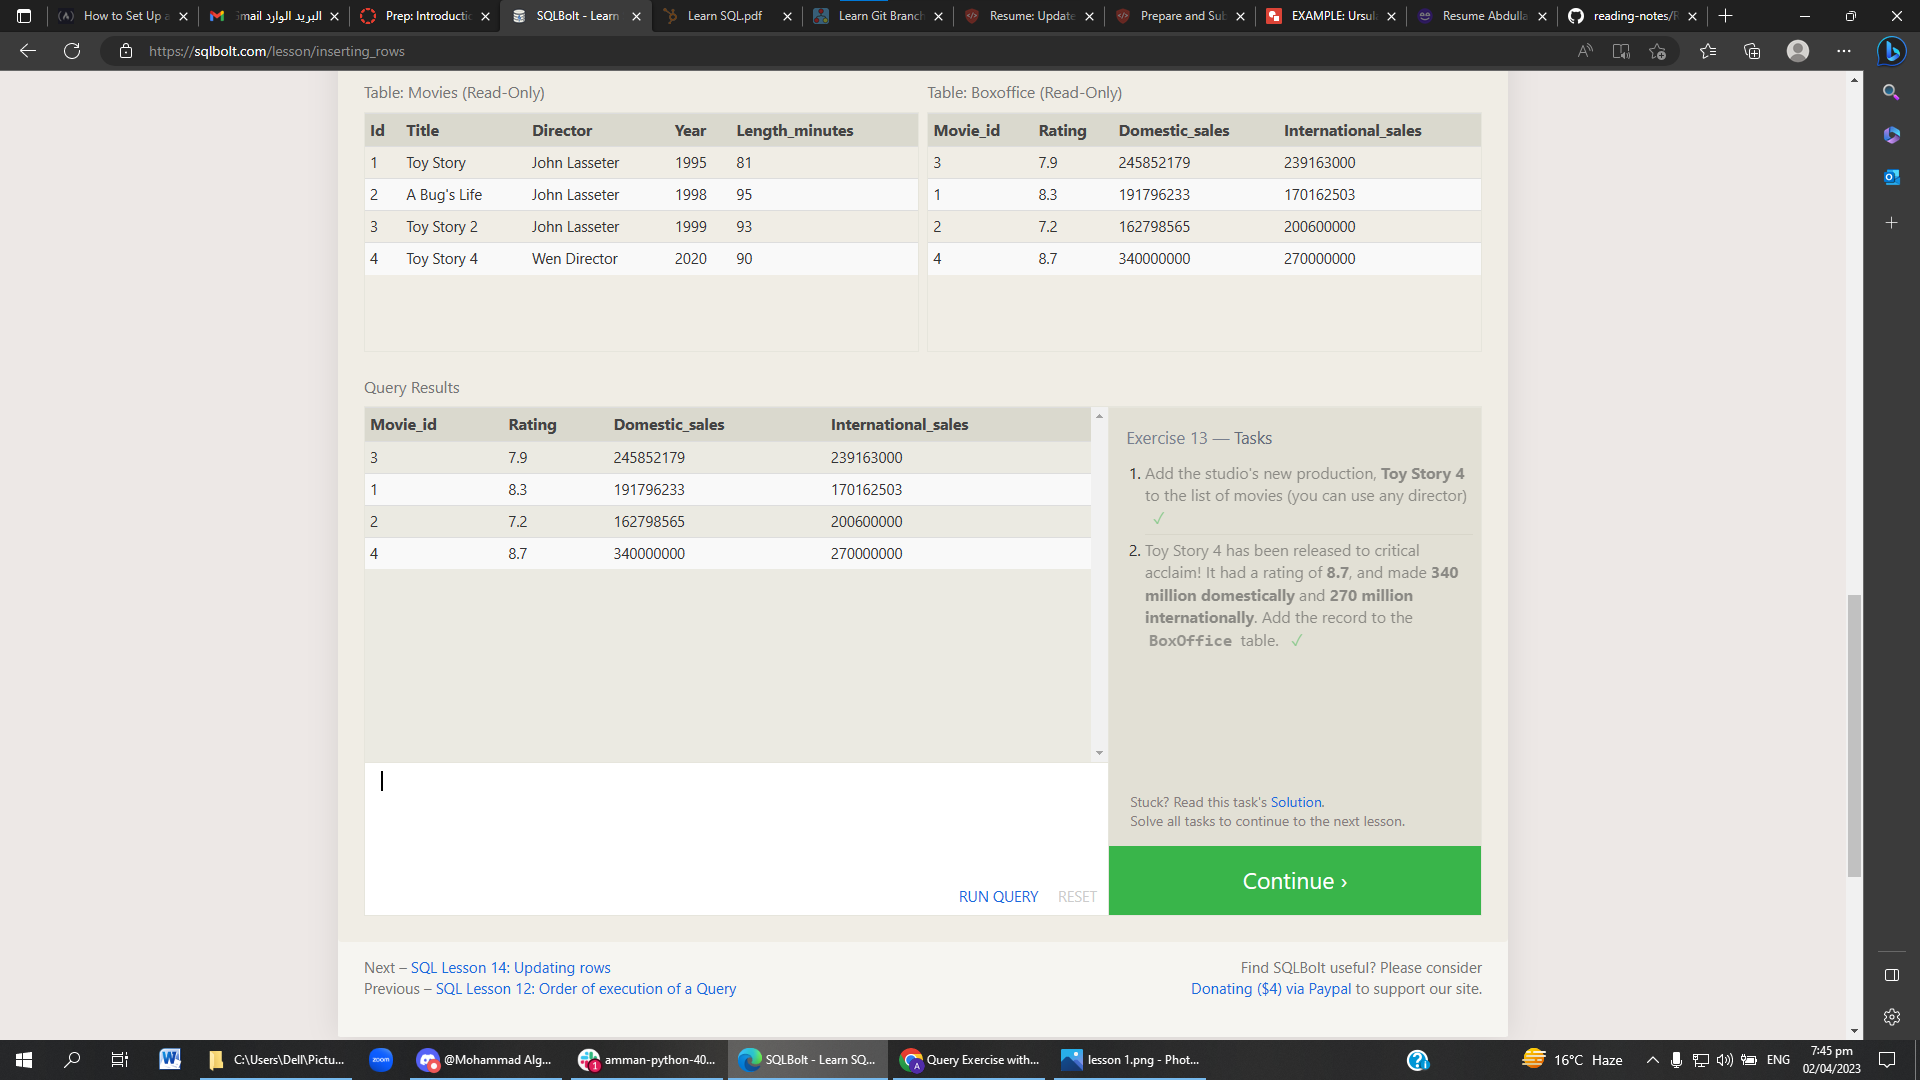 How to Set Up a
البريد الوارد Gmail
Prep: Introductic
SQLBolt - Learn
Learn SQL.pdf
Learn Git Branch
Resume: Update
Prepare and Sub
EXAMPLE: Ursula
Resume Abdulla
reading-notes/R
https://sqlbolt.com/lesson/inserting_rows
Table: Movies (Read-Only)
Id Title Director Year Length_minutes
1 Toy Story John Lasseter 1995 81
2 A Bug's Life John Lasseter 1998 95
3 Toy Story 2 John Lasseter 1999 93
4 Toy Story 4 Wen Director 2020 90
Table: Boxoffice (Read-Only)
Movie_id Rating Domestic_sales International_sales
3 7.9 245852179 239163000
1 8.3 191796233 170162503
2 7.2 162798565 200600000
4 8.7 340000000 270000000
Query Results
Movie_id Rating Domestic_sales International_sales
3 7.9 245852179 239163000
1 8.3 191796233 170162503
2 7.2 162798565 200600000
4 8.7 340000000 270000000
Exercise 13 — Tasks
1. Add the studio's new production, Toy Story 4
to the list of movies (you can use any director)
✓
2. Toy Story 4 has been released to critical
acclaim! It had a rating of 8.7, and made 340
million domestically and 270 million
internationally. Add the record to the
BoxOffice table. ✓
Stuck? Read this task's Solution.
Solve all tasks to continue to the next lesson.
RUN QUERY RESET
Continue ›
Next – SQL Lesson 14: Updating rows
Previous – SQL Lesson 12: Order of execution of a Query
Find SQLBolt useful? Please consider
Donating ($4) via Paypal to support our site.
C:\Users\Dell\Pictu...
zoom
@Mohammad Alg...
1
amman-python-40...
SQLBolt - Learn SQ...
A
Query Exercise with...
lesson 1.png - Phot...
16°C Haze
ENG
7:45 pm
02/04/2023